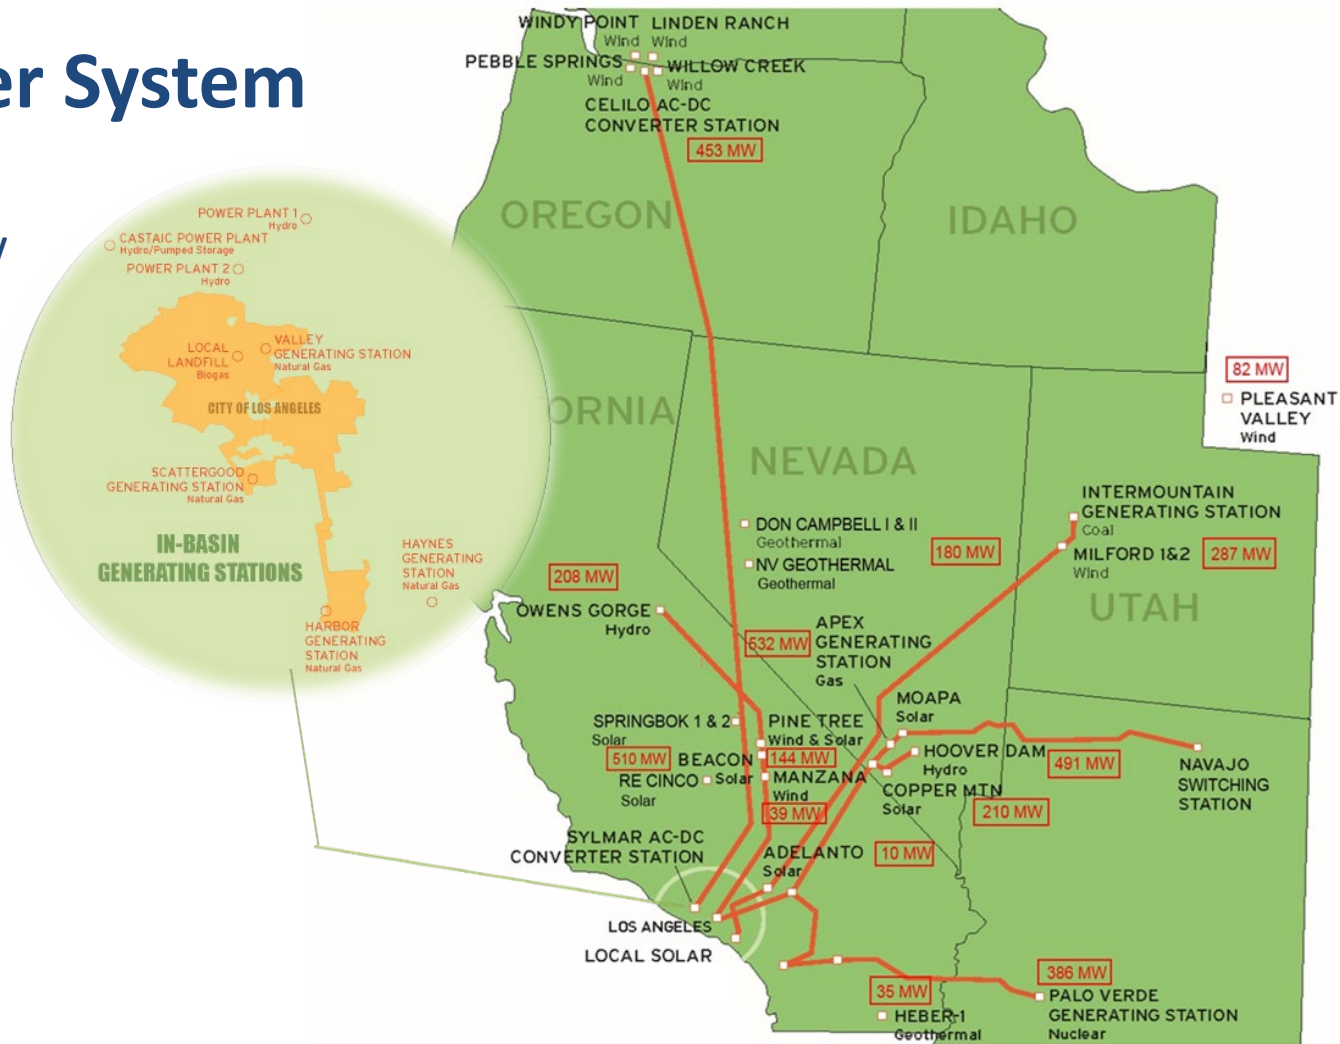 er System
y
WINDY POINT
Wind
LINDEN RANCH
Wind
PEBBLE SPRINGS
Wind
WILLOW CREEK
Wind
CELILO AC-DC
CONVERTER STATION
453 MW
OREGON
IDAHO
POWER PLANT 1
Hydro
CASTAIC POWER PLANT
Hydro/Pumped Storage
POWER PLANT 2
Hydro
LOCAL
LANDFILL
Biogas
VALLEY
GENERATING STATION
Natural Gas
CITY OF LOS ANGELES
SCATTERGOOD
GENERATING STATION
Natural Gas
IN-BASIN
GENERATING STATIONS
HAYNES
GENERATING
STATION
Natural Gas
HARBOR
GENERATING
STATION
Natural Gas
ORNIA
NEVADA
82 MW
PLEASANT
VALLEY
Wind
INTERMOUNTAIN
GENERATING STATION
Coal
MILFORD 1&2
Wind
287 MW
UTAH
DON CAMPBELL I & II
Geothermal
NV GEOTHERMAL
Geothermal
180 MW
208 MW
OWENS GORGE
Hydro
532 MW
APEX
GENERATING
STATION
Gas
MOAPA
Solar
SPRINGBOK 1 & 2
Solar
PINE TREE
Wind & Solar
510 MW
BEACON
Solar
144 MW
RE CINCO
Solar
MANZANA
Wind
39 MW
HOOVER DAM
Hydro
491 MW
COPPER MTN
Solar
210 MW
NAVAJO
SWITCHING
STATION
SYLMAR AC-DC
CONVERTER STATION
ADELANTO
Solar
10 MW
LOS ANGELES
LOCAL SOLAR
35 MW
HEBER-1
Geothermal
386 MW
PALO VERDE
GENERATING STATION
Nuclear